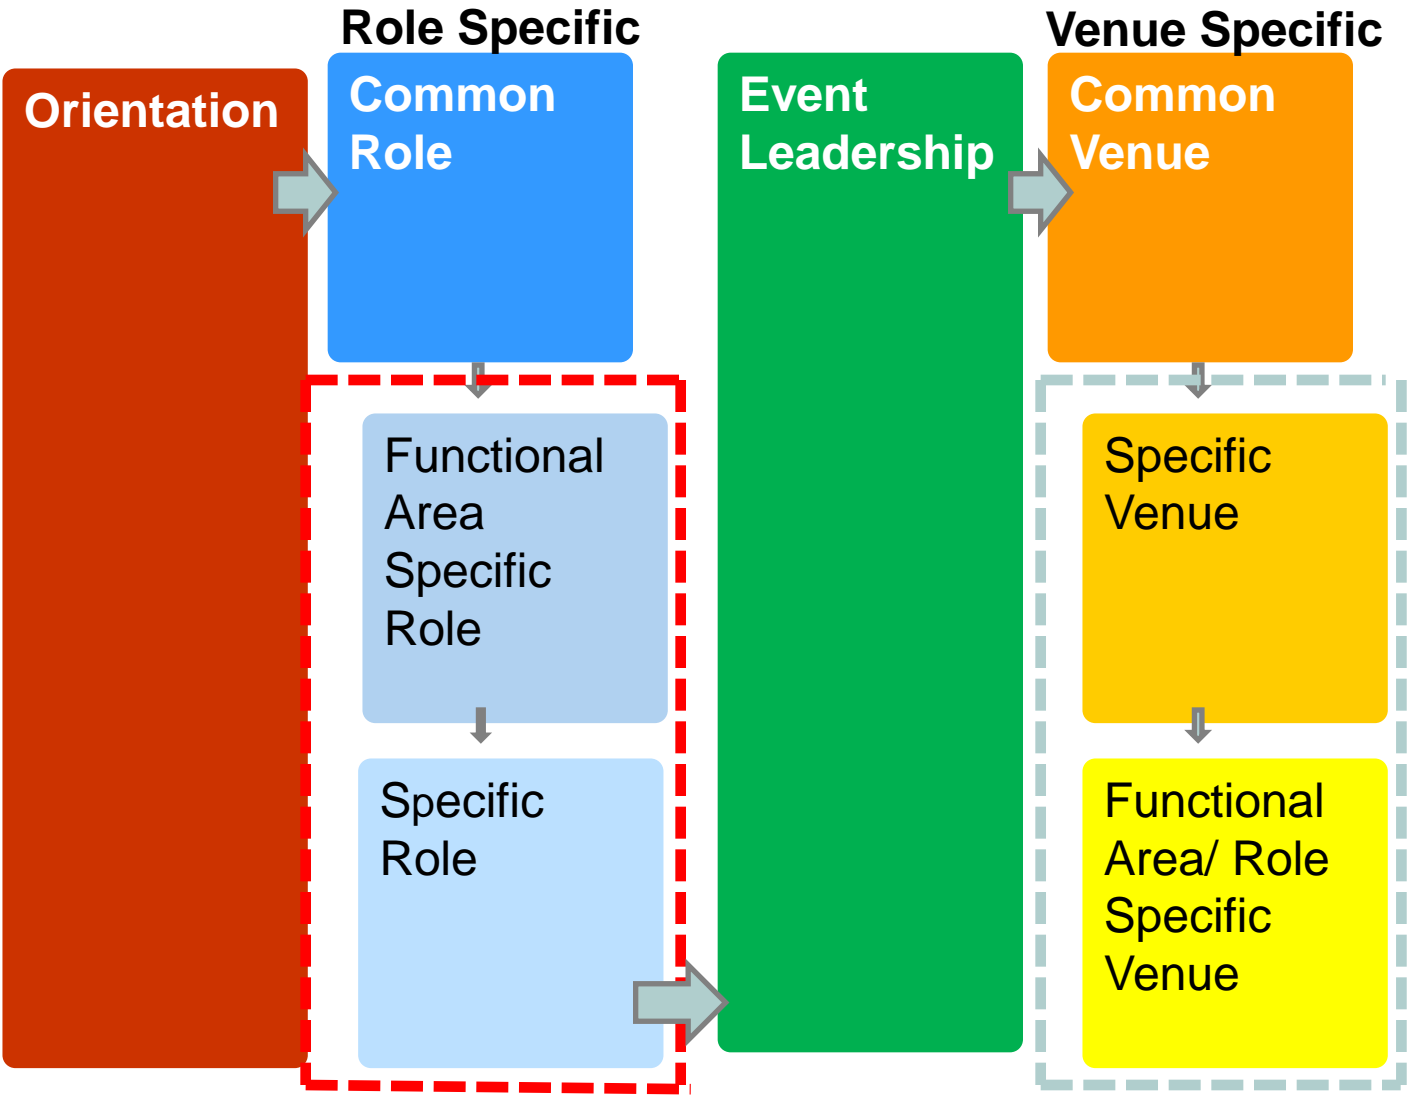 Role Specific
Venue Specific
Orientation
Common
Role
Functional
Area
Specific
Role
Specific
Role
Event
Leadership
Common
Venue
Specific
Venue
Functional
Area/ Role
Specific
Venue